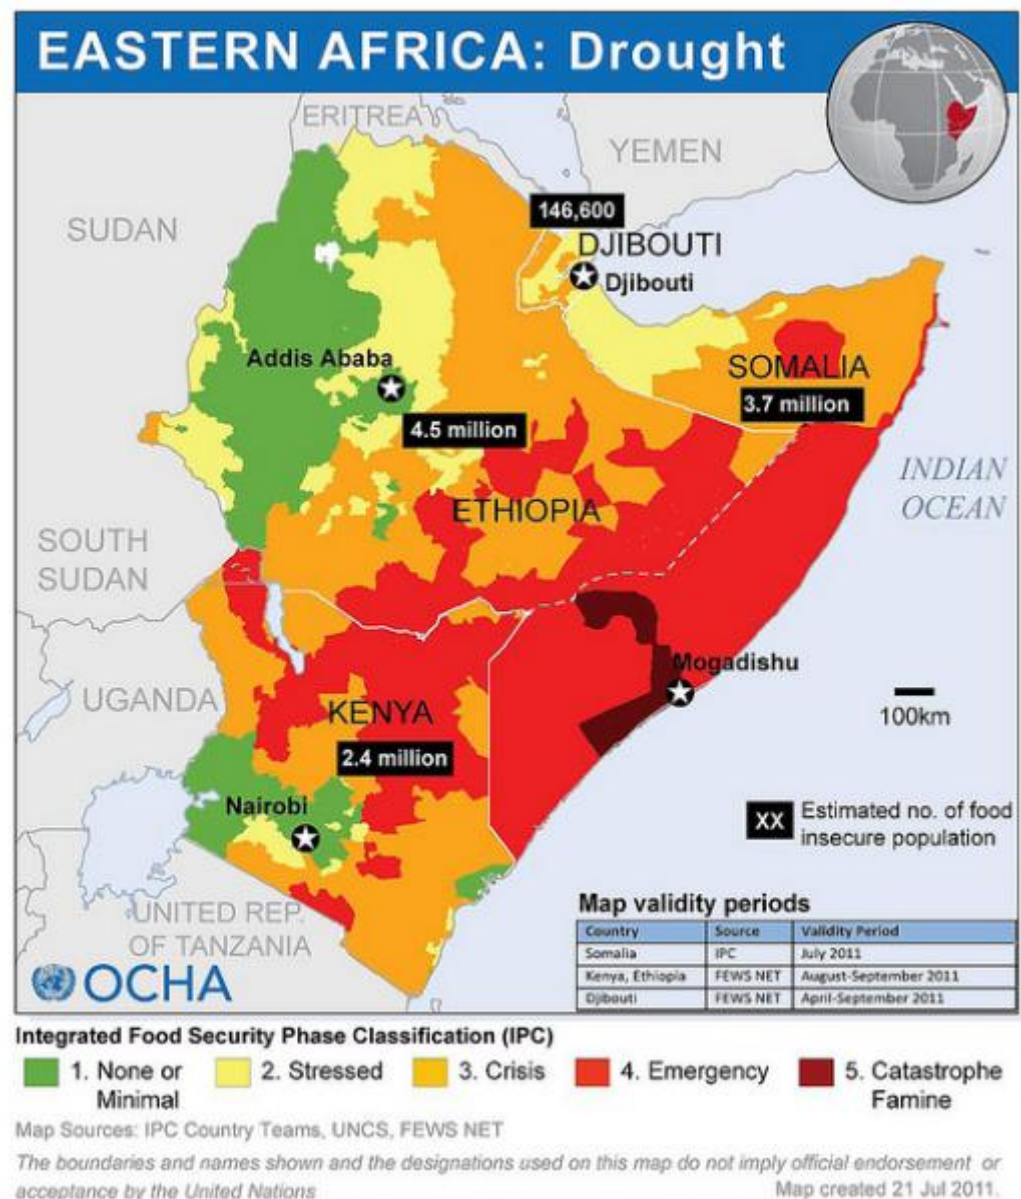 EASTERN AFRICA: Drought
ERITREA
YEMEN
SUDAN
146,600
DJIBOUTI
Djibouti
Addis Ababa
SOMALIA
3.7 million
4.5 million
INDIAN
OCEAN
ETHIOPIA
SOUTH
SUDAN
Mogadishu
UGANDA
KENYA
100km
2.4 million
Nairobi
XX
Estimated no. of food
insecure population
Map validity periods
Country Source Validity Period
Somalia IPC July 2011
Kenya, Ethiopia FEWS NET August-September 2011
Djibouti FEWS NET April-September 2011
UNITED REP.
OF TANZANIA
OCHA
Integrated Food Security Phase Classification (IPC)
1. None or
Minimal
2. Stressed
3. Crisis
4. Emergency
5. Catastrophe
Famine
Map Sources: IPC Country Teams, UNCS, FEWS NET
The boundaries and names shown and the designations used on this map do not imply official endorsement or
acceptance by the United Nations
Map created 21 Jul 2011.